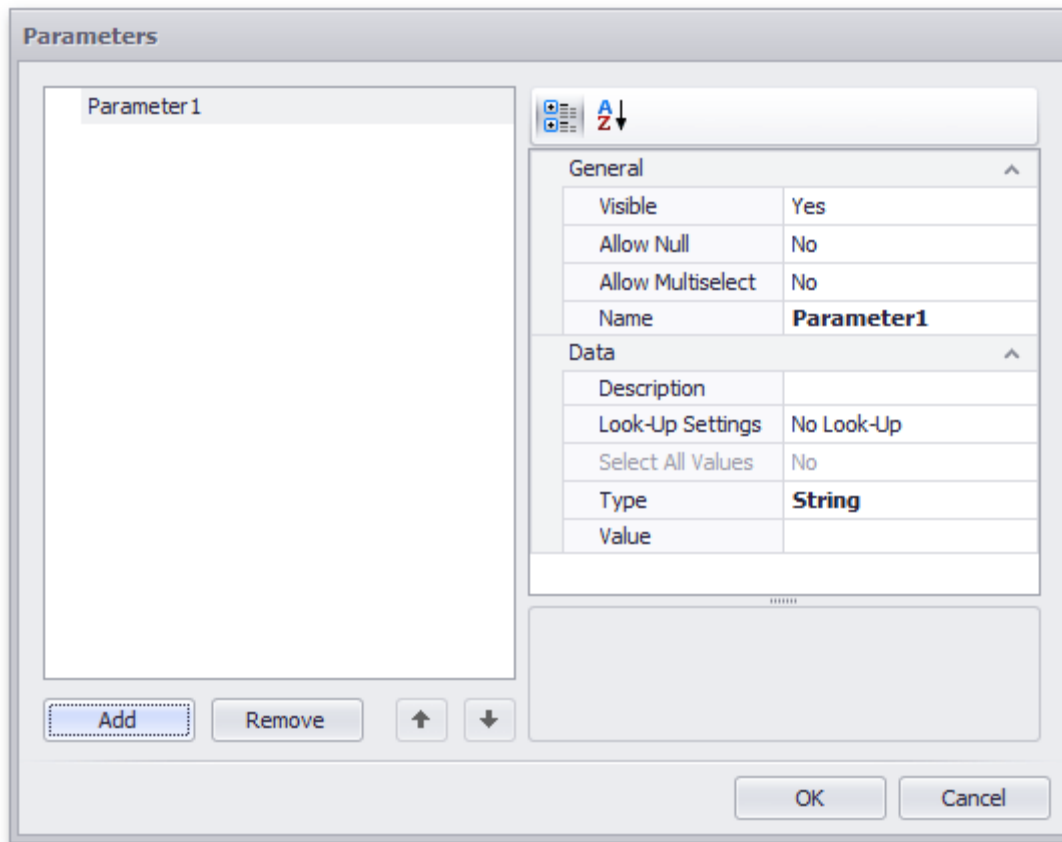 Parameters
Parameter1
A
Z
General
Visible Yes
Allow Null No
Allow Multiselect No
Name Parameter1
Data
Description
Look-Up Settings No Look-Up
Select All Values No
Type String
Value
Add Remove
OK Cancel